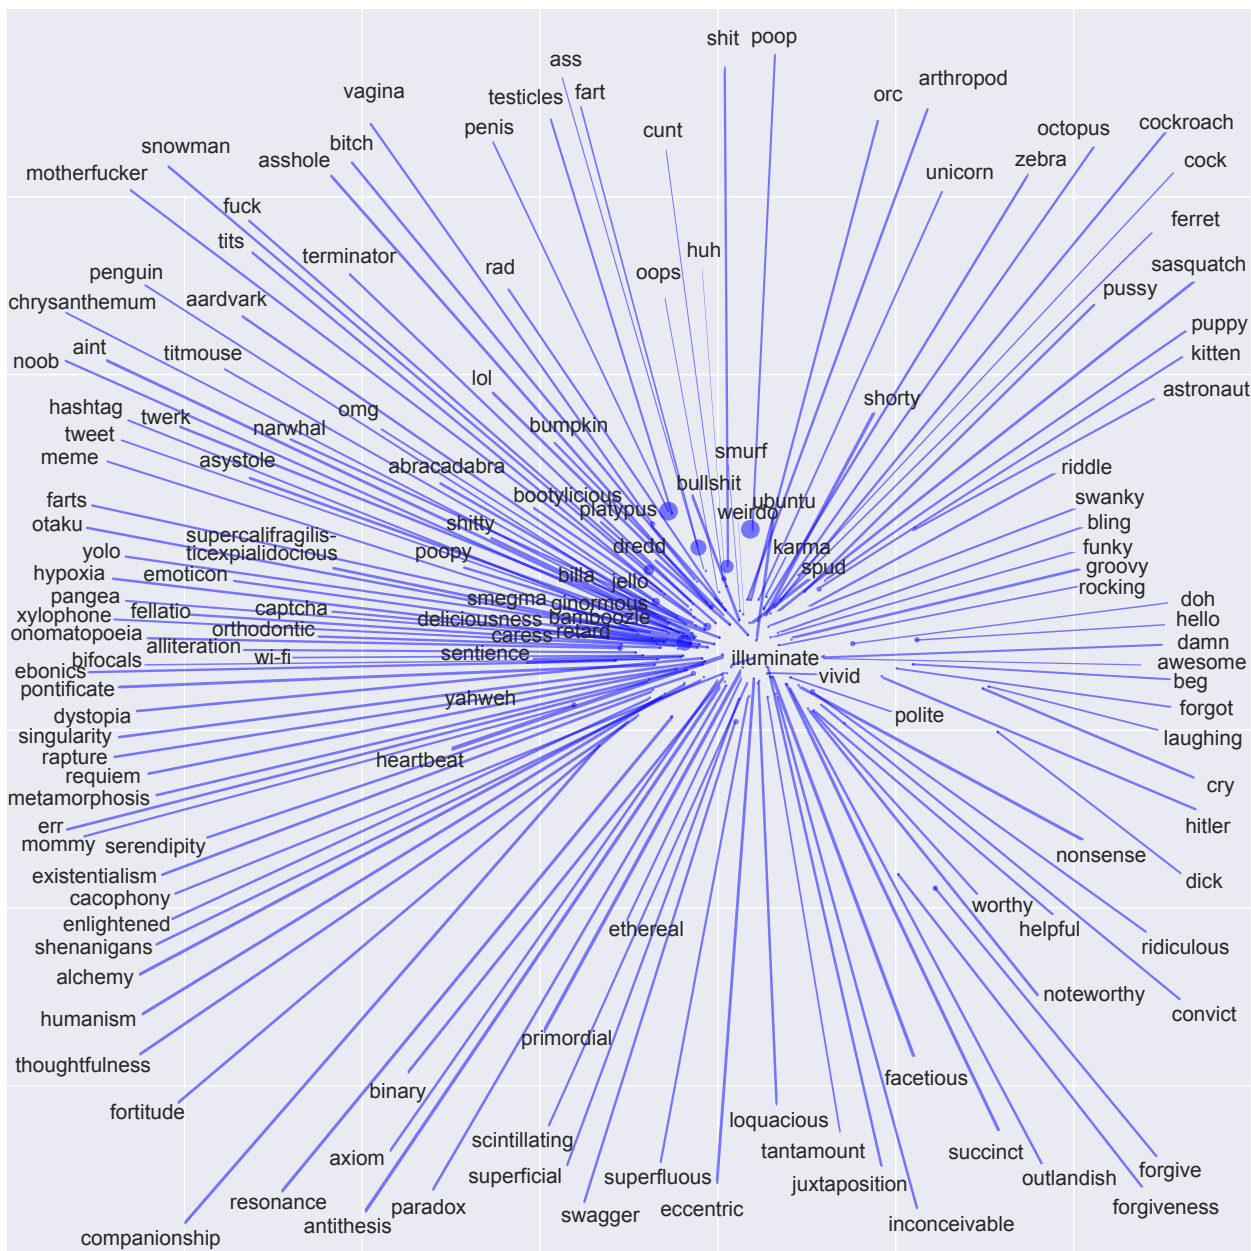 shit
poop
ass
arthropod
vagina
testicles
fart
orc
penis
cunt
octopus
cockroach
snowman
bitch
asshole
zebra
cock
motherfucker
unicorn
fuck
ferret
tits
terminator
huh
rad
oops
sasquatch
penguin
pussy
chrysanthemum
aardvark
puppy
aint
titmouse
kitten
noob
lol
astronaut
shorty
hashtag
twerk
omg
tweet
narwhal
bumpkin
meme
asystole
abracadabra
smurf
riddle
bullshit
farts
bootylicious
platypus
ubuntu
weirdo
swanky
otaku
shitty
bling
supercalifragilis-
ticexpialidocious
yolo
poopy
dredd
karma
funky
hypoxia
emoticon
billa
jello
spud
groovy
rocking
pangea
smegma
ginormous
doh
xylophone
fellatio
captcha
deliciousness
bamboozle
hello
onomatopoeia
orthodontic
caress
retard
alliteration
damn
bifocals
wi-fi
sentience
illuminate
awesome
ebonics
vivid
beg
pontificate
yahweh
forgot
dystopia
polite
singularity
laughing
rapture
heartbeat
requiem
cry
metamorphosis
err
hitler
mommy
serendipity
nonsense
existentialism
dick
cacophony
worthy
enlightened
ethereal
helpful
shenanigans
ridiculous
alchemy
noteworthy
humanism
convict
primordial
thoughtfulness
binary
facetious
fortitude
loquacious
scintillating
tantamount
axiom
succinct
superficial
superfluous
juxtaposition
outlandish
forgive
resonance
paradox
eccentric
forgiveness
antithesis
swagger
inconceivable
companionship